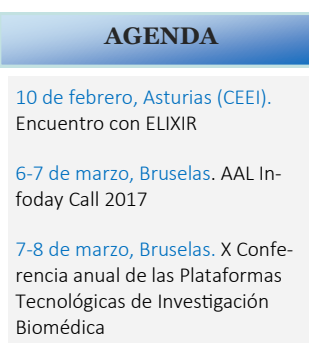 AGENDA
10 de febrero, Asturias (CEEI).
Encuentro con ELIXIR
6-7 de marzo, Bruselas. AAL In-
foday Call 2017
7-8 de marzo, Bruselas. X Confe-
rencia anual de las Plataformas
Tecnológicas de Investigación
Biomédica